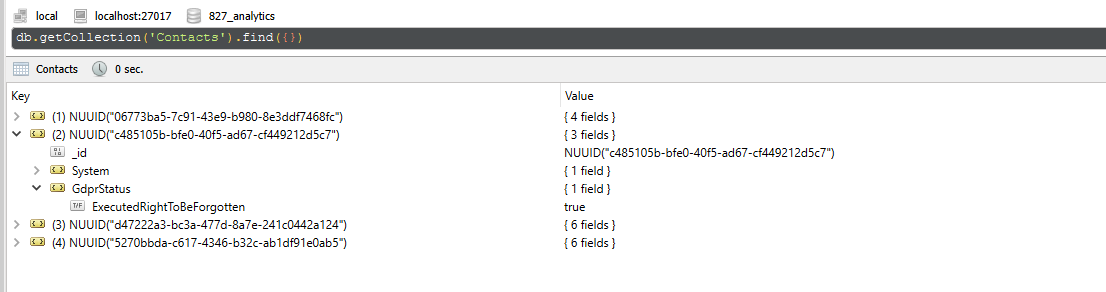 local localhost:27017 827_analytics
db.getCollection('Contacts').find({})
Contacts 0 sec.
Key Value
(1) NUUID("06773ba5-7c91-43e9-b980-8e3ddf7468fc") { 4 fields }
(2) NUUID("c485105b-bfe0-40f5-ad67-cf449212d5c7") { 3 fields }
_id NUUID("c485105b-bfe0-40f5-ad67-cf449212d5c7")
System { 1 field }
GdprStatus { 1 field }
T/F ExecutedRightToBeForgotten true
(3) NUUID("d47222a3-bc3a-477d-8a7e-241c0442a124") { 6 fields }
(4) NUUID("5270bbda-c617-4346-b32c-ab1df91e0ab5") { 6 fields }